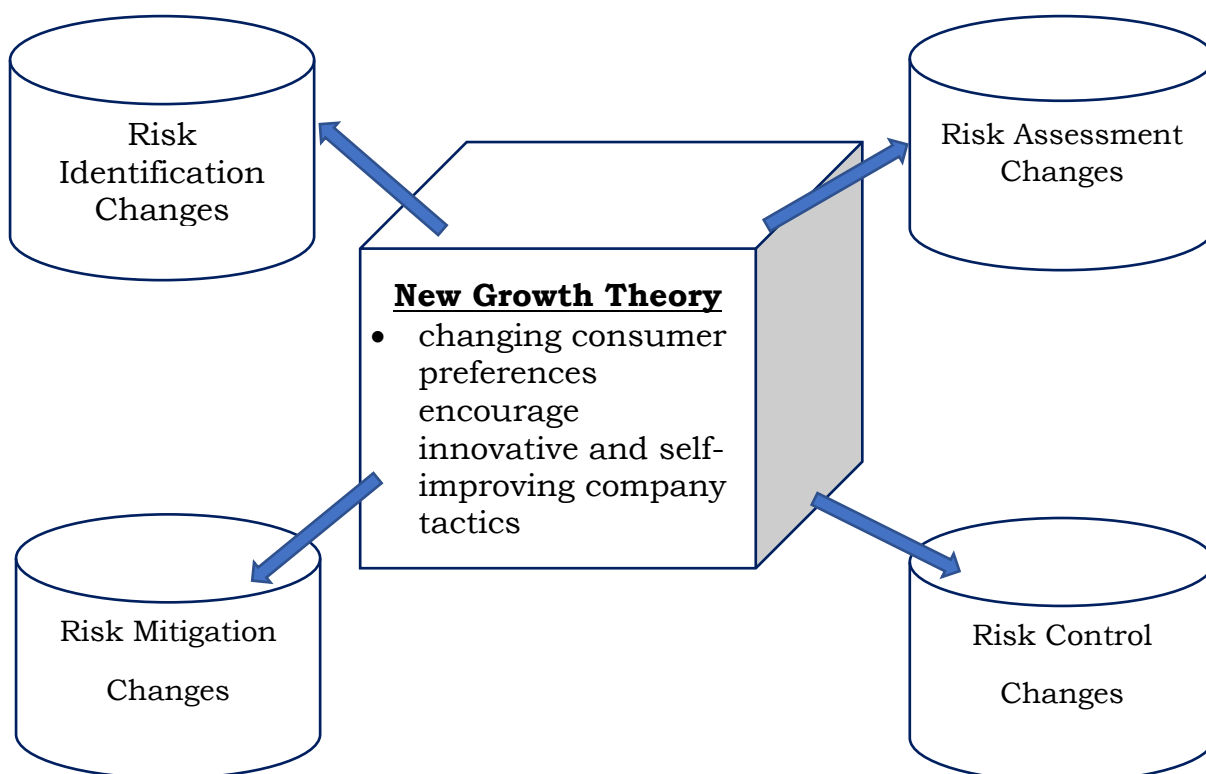 Risk
Identification
Changes
Risk Assessment
Changes
New Growth Theory
• changing consumer
preferences
encourage
innovative and self-
improving company
tactics
Risk Mitigation
Changes
Risk Control
Changes